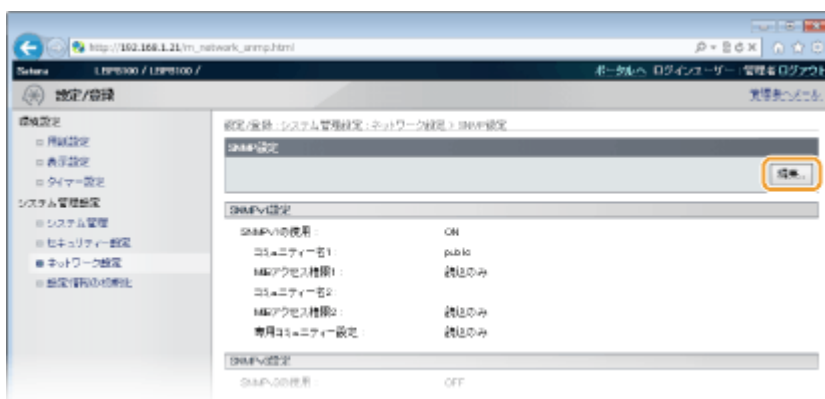 http://192.168.1.21/m_network_snmp.html
Satera LBP8100 / LBP8100 /
ポータルへ ログインユーザー: 管理者 ログアウト
設定/登録
管理者へメール
環境設定
用紙設定
表示設定
タイマー設定
システム管理設定
システム管理
セキュリティー設定
ネットワーク設定
設定情報の初期化
設定/登録 : システム管理設定 : ネットワーク設定 > SNMP設定
SNMP設定
編集...
SNMPv1設定
SNMPv1の使用 : ON
コミュニティー名1 : public
MIBアクセス権限1 : 読込のみ
コミュニティー名2 :
MIBアクセス権限2 : 読込のみ
専用コミュニティー設定 : 読込のみ
SNMPv3設定
SNMPv3の使用 : OFF